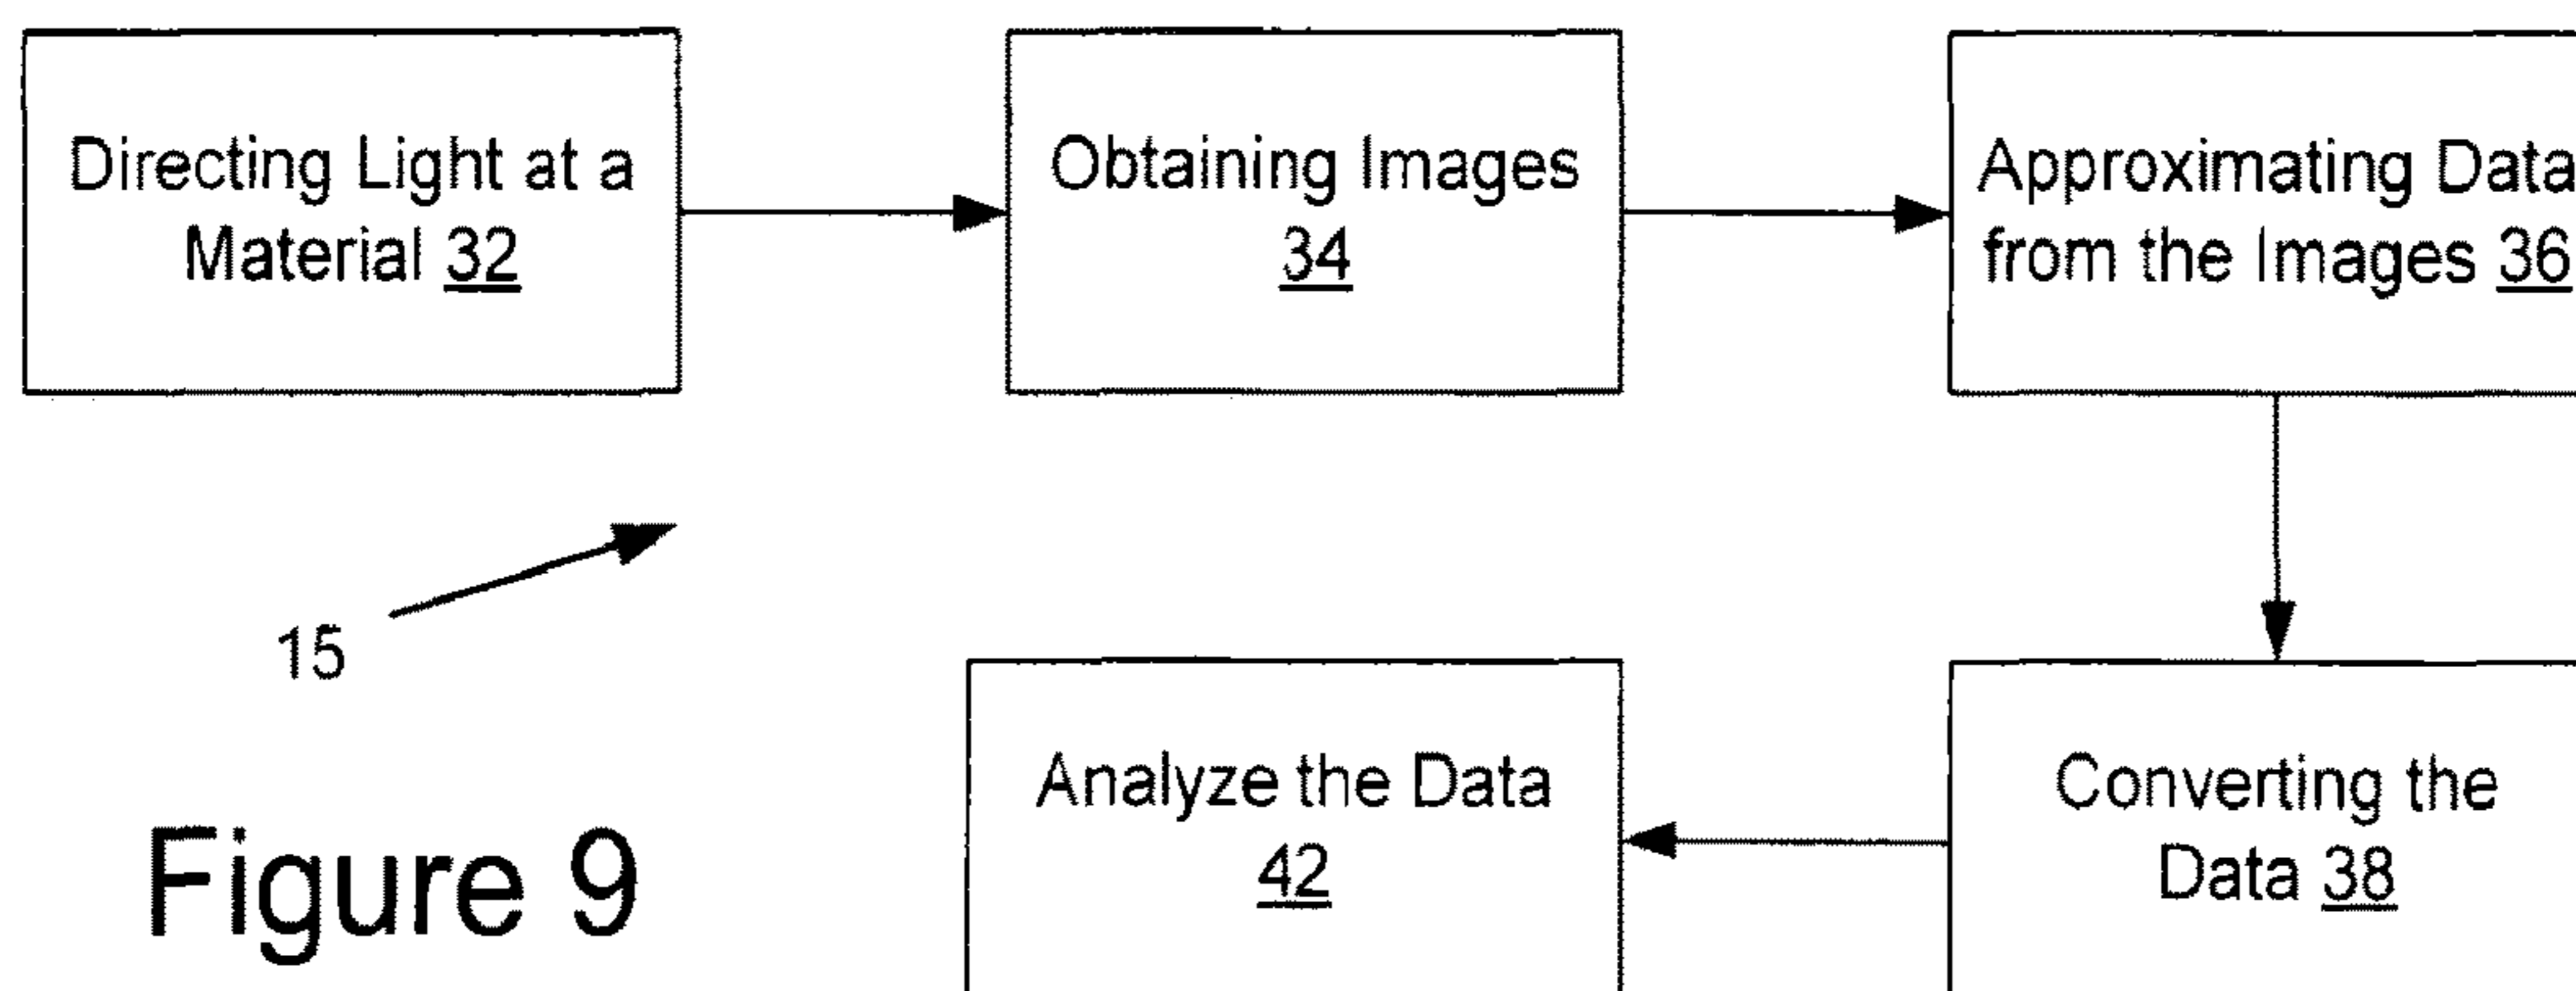 Directing Light at a
Material 32
Obtaining Images
34
Approximating Data
from the Images 36
15
Analyze the Data
42
Converting the
Data 38
Figure 9